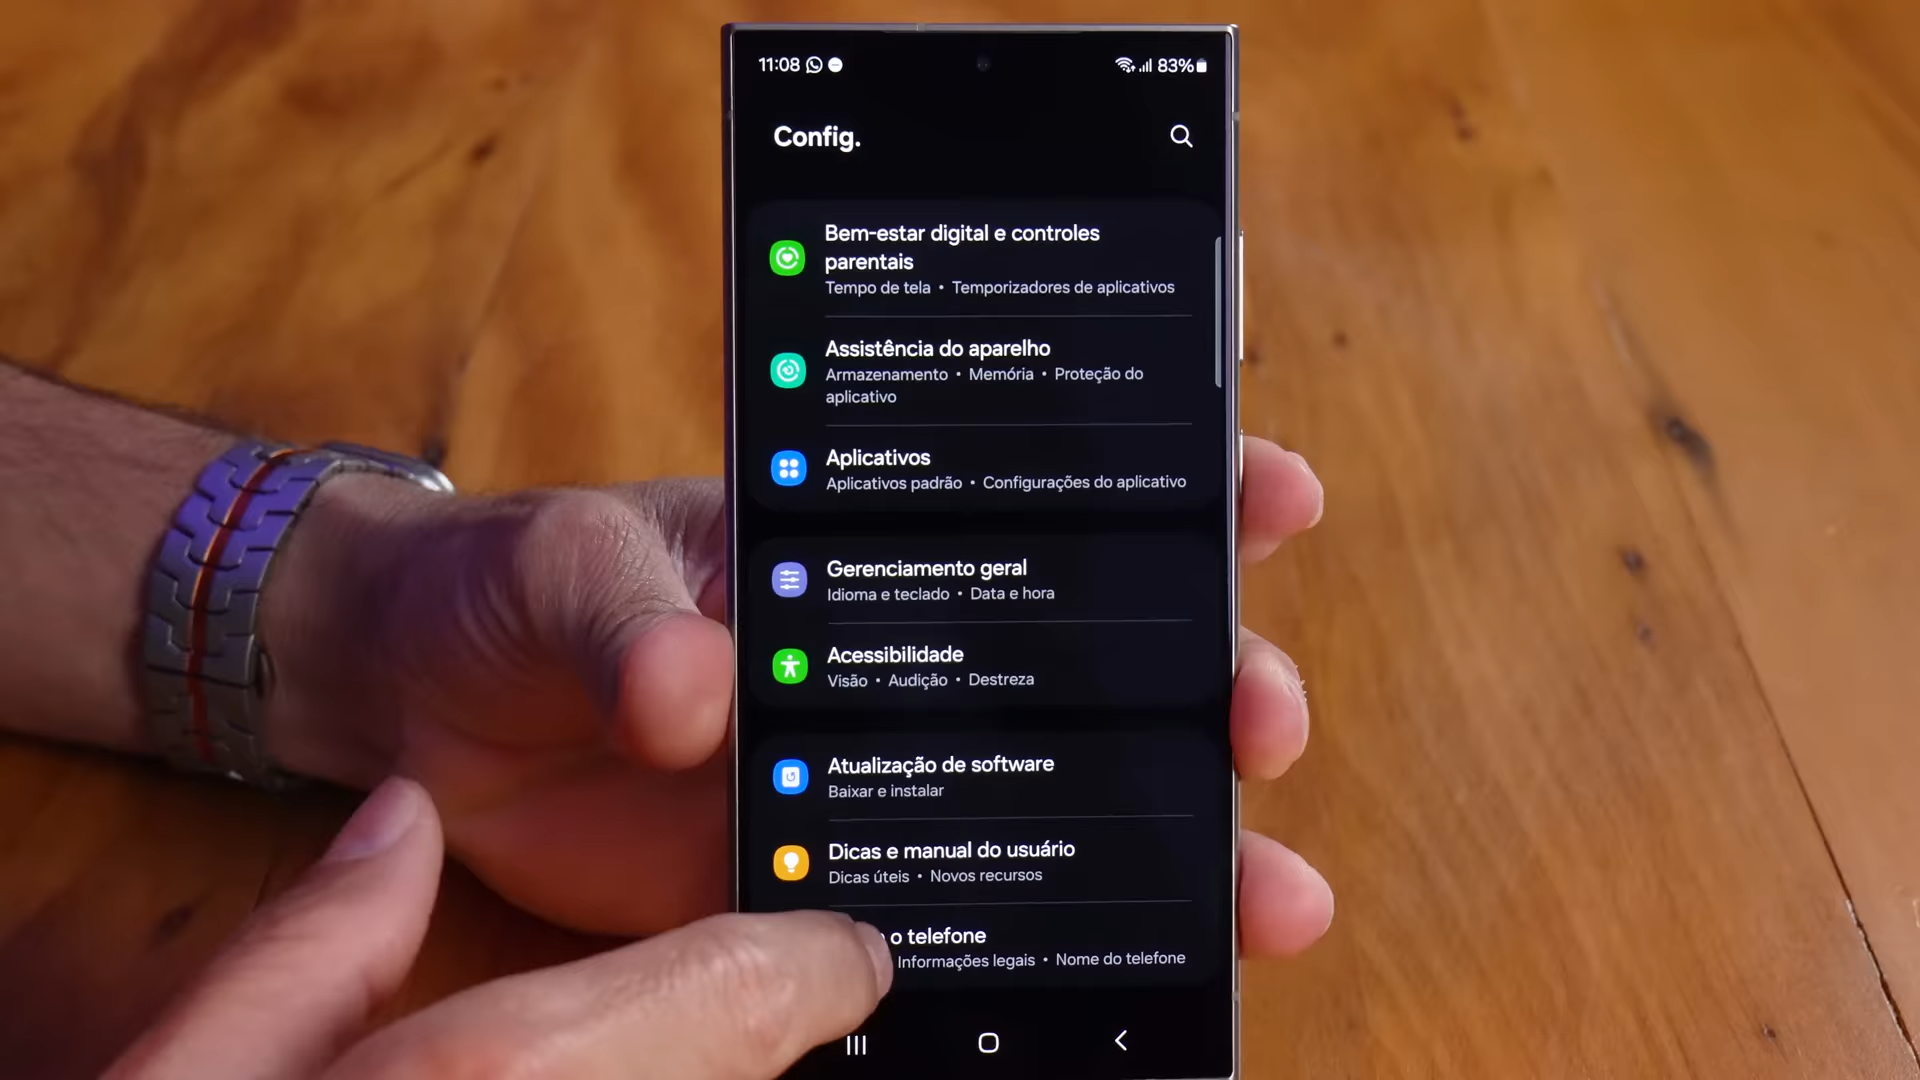 11:08
83%
Config.
Bem-estar digital e controles
parentais
Tempo de tela • Temporizadores de aplicativos
Assistência do aparelho
Armazenamento • Memória • Proteção do
aplicativo
Aplicativos
Aplicativos padrão • Configurações do aplicativo
Gerenciamento geral
Idioma e teclado • Data e hora
Acessibilidade
Visão • Audição • Destreza
Atualização de software
Baixar e instalar
Dicas e manual do usuário
Dicas úteis • Novos recursos
o telefone
Informações legais • Nome do telefone